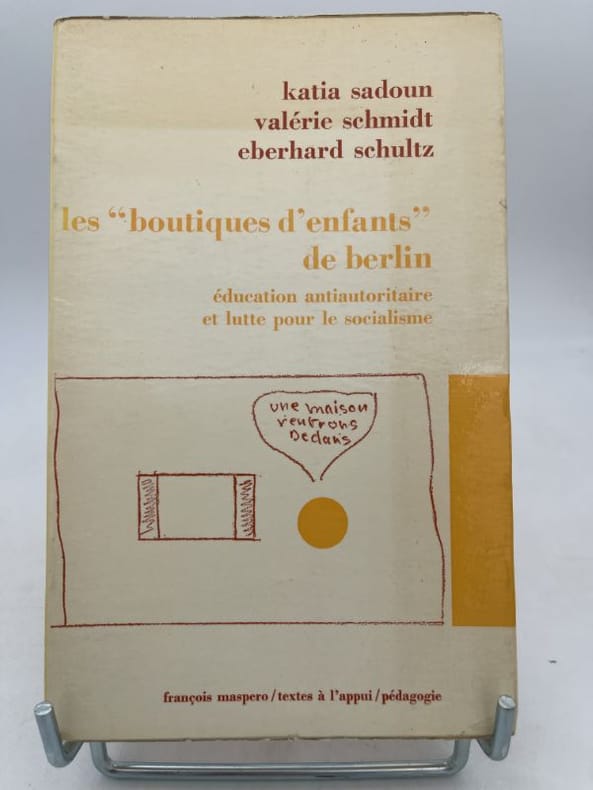 katia sadoun
valérie schmidt
eberhard schultz
les “boutiques d’enfants”
de berlin
éducation antiautoritaire
et lutte pour le socialisme
une maison
rentrons
Dedans
françois maspero/textes à l’appui/pédagogie